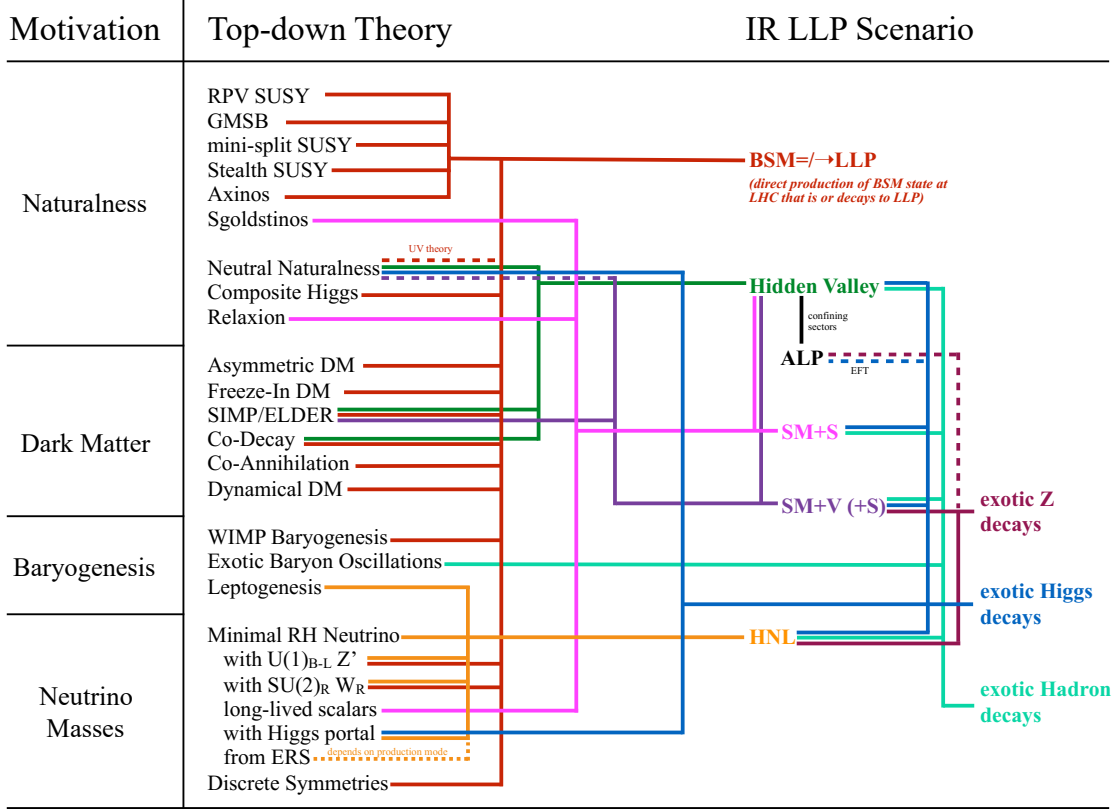 Motivation
Top-down Theory
IR LLP Scenario
Naturalness
RPV SUSY
GMSB
mini-split SUSY
Stealth SUSY
Axinos
Sgoldstinos
UV theory
Neutral Naturalness
Composite Higgs
Relaxion
Dark Matter
Asymmetric DM
Freeze-In DM
SIMP/ELDER
Co-Decay
Co-Annihilation
Dynamical DM
Baryogenesis
WIMP Baryogenesis
Exotic Baryon Oscillations
Leptogenesis
Neutrino
Masses
Minimal RH Neutrino
with U(1)B-L Z’
with SU(2)R WR
long-lived scalars
with Higgs portal
from ERS
depends on production mode
Discrete Symmetries
BSM=/→LLP
(direct production of BSM state at
LHC that is or decays to LLP)
Hidden Valley
confining
sectors
ALP
EFT
SM+S
SM+V (+S)
HNL
exotic Z
decays
exotic Higgs
decays
exotic Hadron
decays